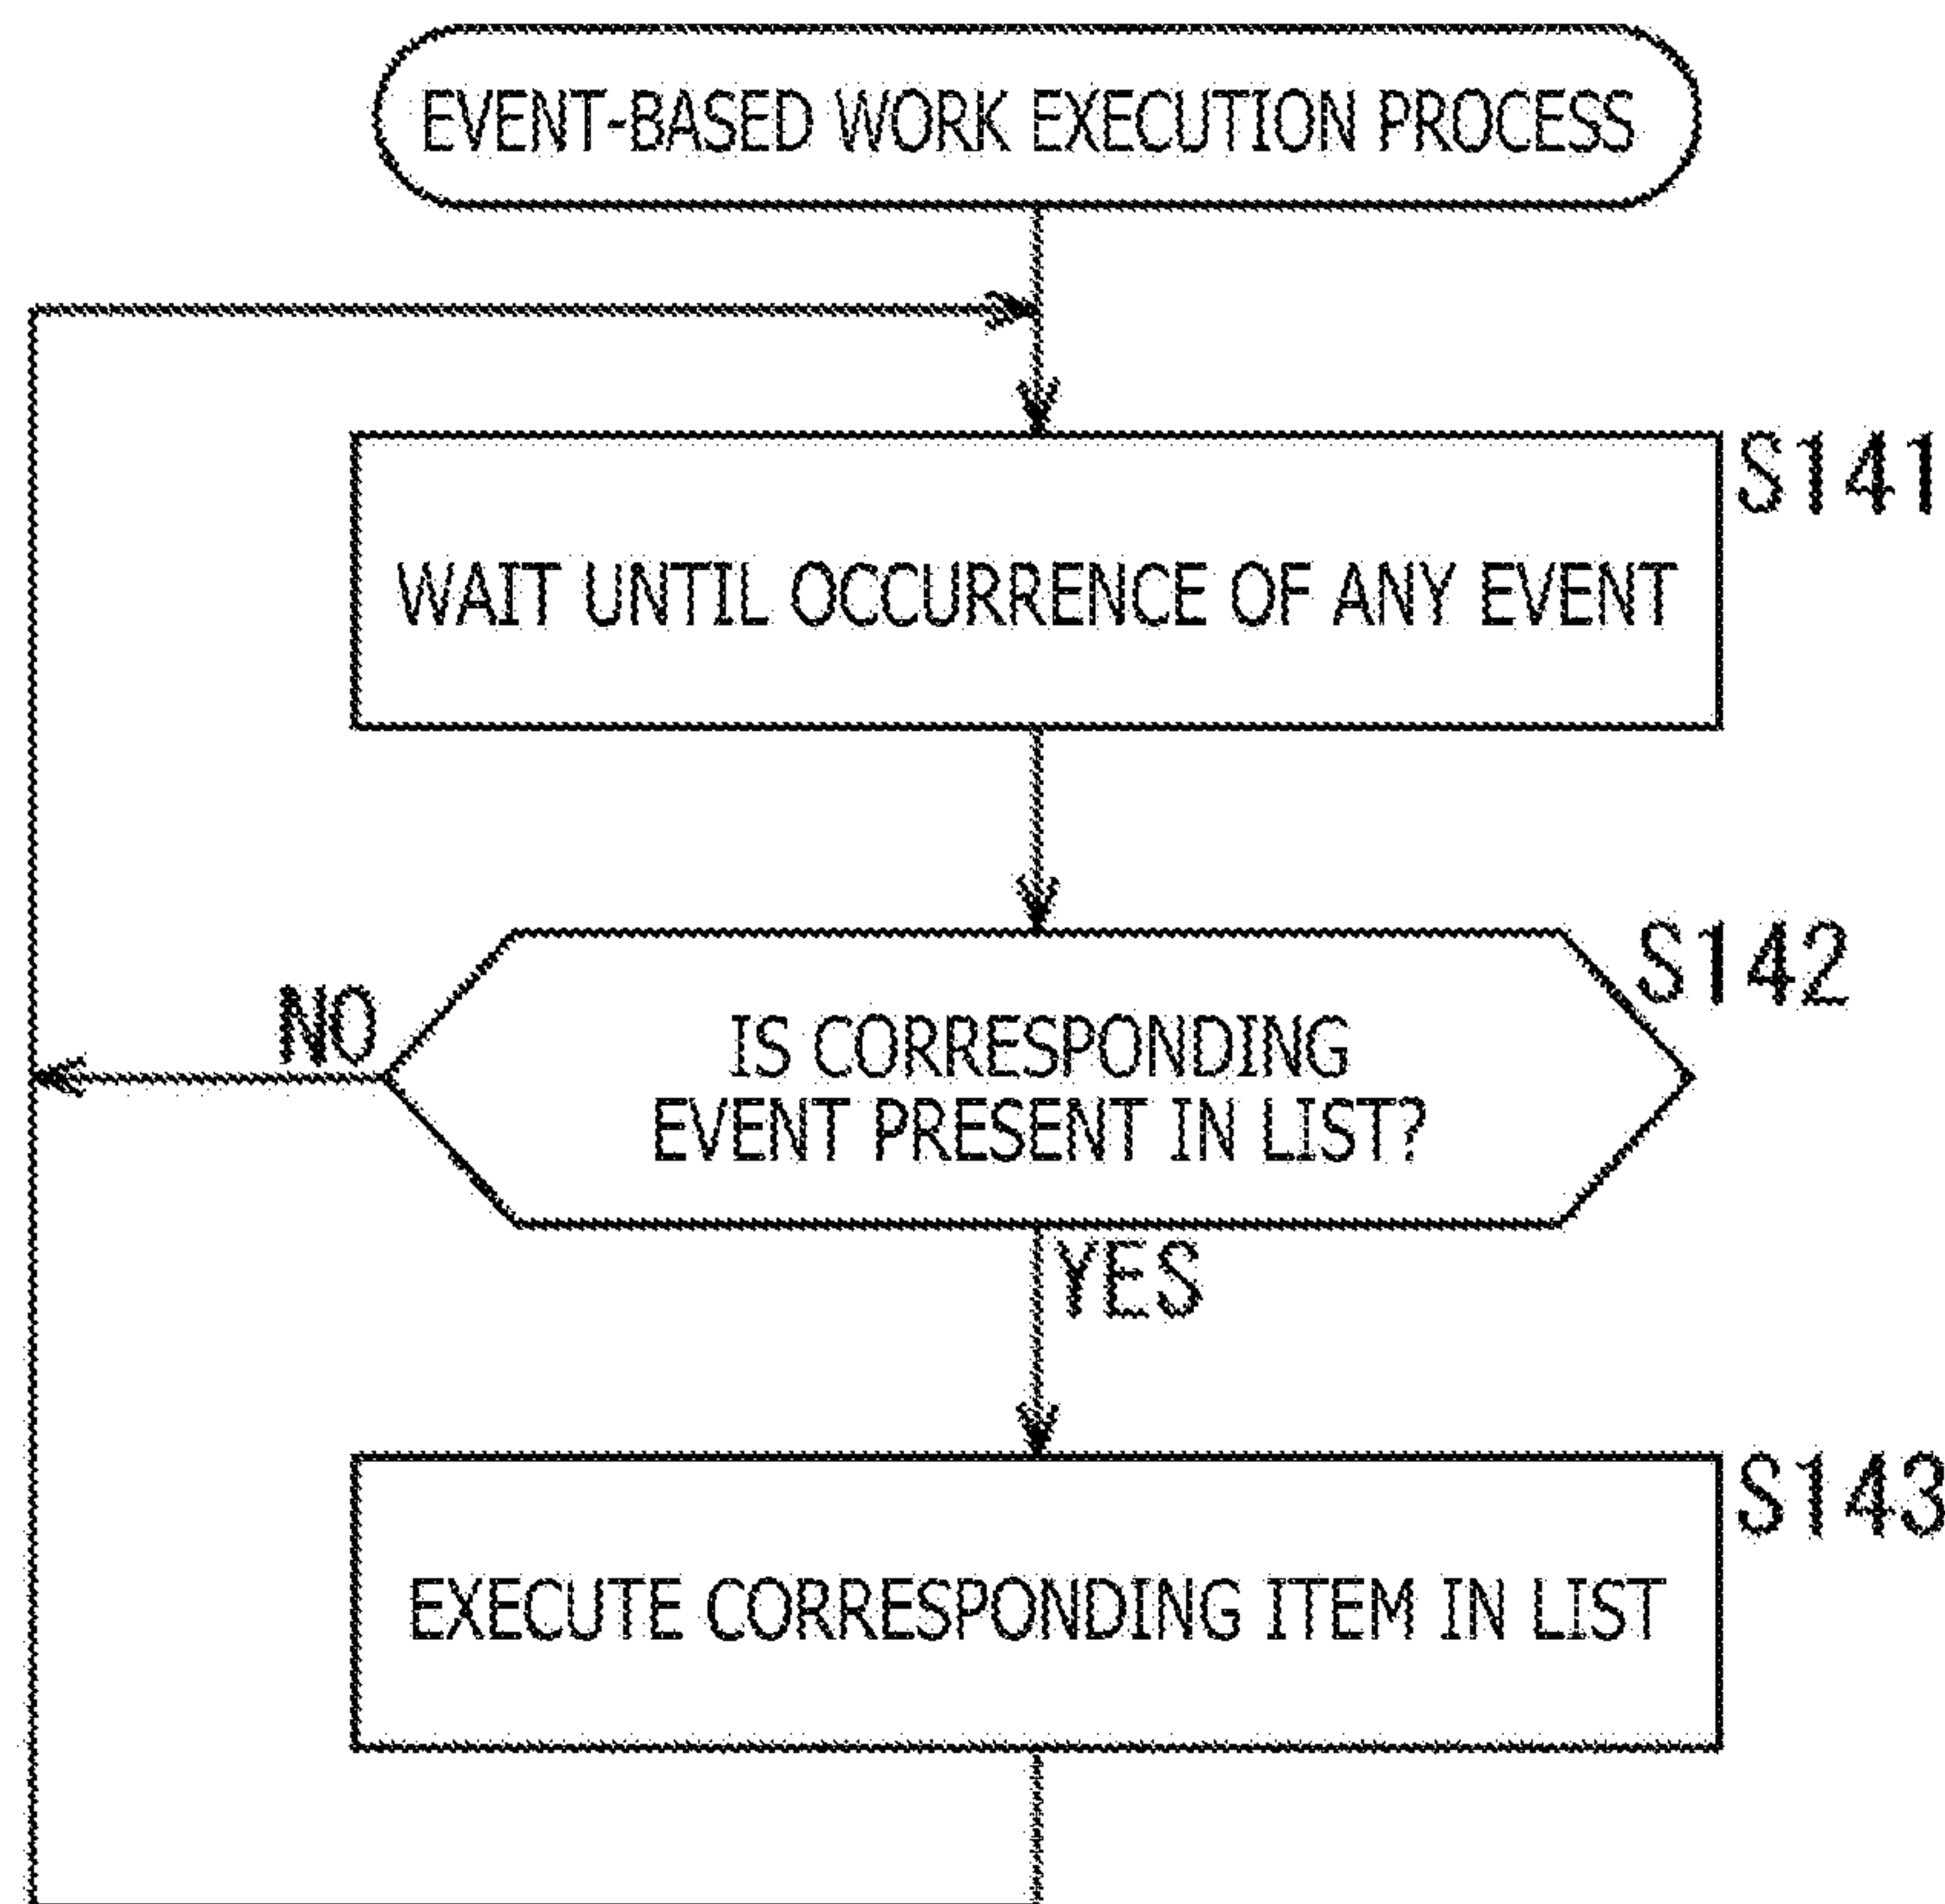 EVENT-BASED WORK EXECUTION PROCESS
S141
WAIT UNTIL OCCURRENCE OF ANY EVENT
S142
NO
IS CORRESPONDING
EVENT PRESENT IN LIST?
YES
S143
EXECUTE CORRESPONDING ITEM IN LIST